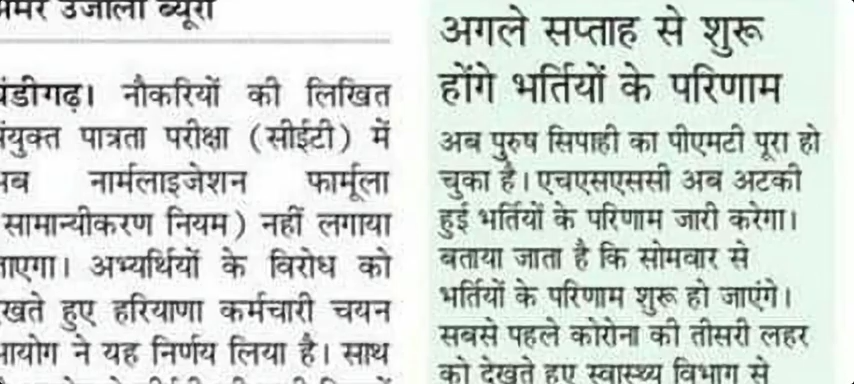 अमर उजाला ब्यूरो
चंडीगढ़। नौकरियों की लिखित
संयुक्त पात्रता परीक्षा (सीईटी) में
अब नार्मलाइजेशन फार्मूला
(सामान्यीकरण नियम) नहीं लगाया
जाएगा। अभ्यर्थियों के विरोध को
देखते हुए हरियाणा कर्मचारी चयन
आयोग ने यह निर्णय लिया है। साथ
अगले सप्ताह से शुरू
होंगे भर्तियों के परिणाम
अब पुरुष सिपाही का पीएमटी पूरा हो
चुका है। एचएसएससी अब अटकी
हुई भर्तियों के परिणाम जारी करेगा।
बताया जाता है कि सोमवार से
भर्तियों के परिणाम शुरू हो जाएंगे।
सबसे पहले कोरोना की तीसरी लहर
को देखते हुए स्वास्थ्य विभाग से